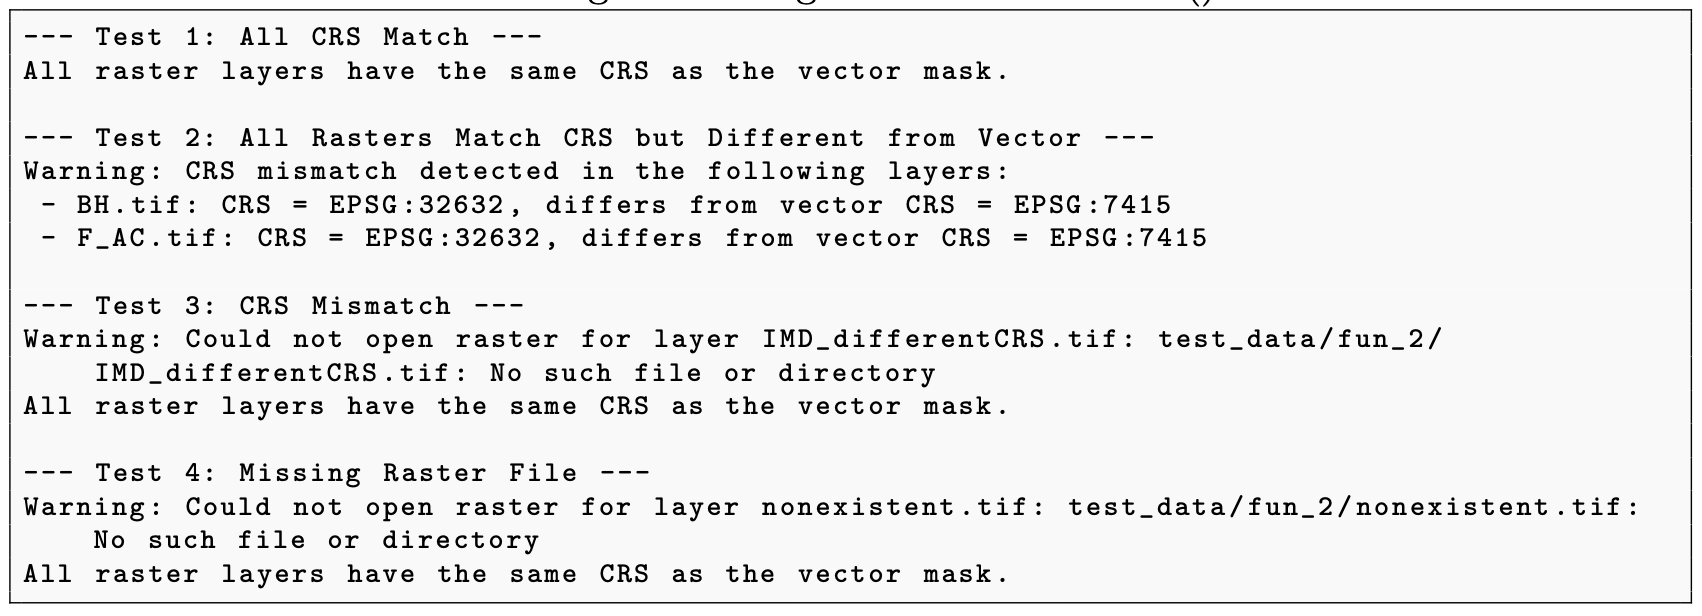 --- Test 1: All CRS Match ---
All raster layers have the same CRS as the vector mask.
--- Test 2: All Rasters Match CRS but Different from Vector ---
Warning: CRS mismatch detected in the following layers:
- BH.tif: CRS = EPSG:32632, differs from vector CRS = EPSG:7415
- F_AC.tif: CRS = EPSG:32632, differs from vector CRS = EPSG:7415
--- Test 3: CRS Mismatch ---
Warning: Could not open raster for layer IMD_differentCRS.tif: test_data/fun_2/
IMD_differentCRS.tif: No such file or directory
All raster layers have the same CRS as the vector mask.
--- Test 4: Missing Raster File ---
Warning: Could not open raster for layer nonexistent.tif: test_data/fun_2/nonexistent.tif:
No such file or directory
All raster layers have the same CRS as the vector mask.